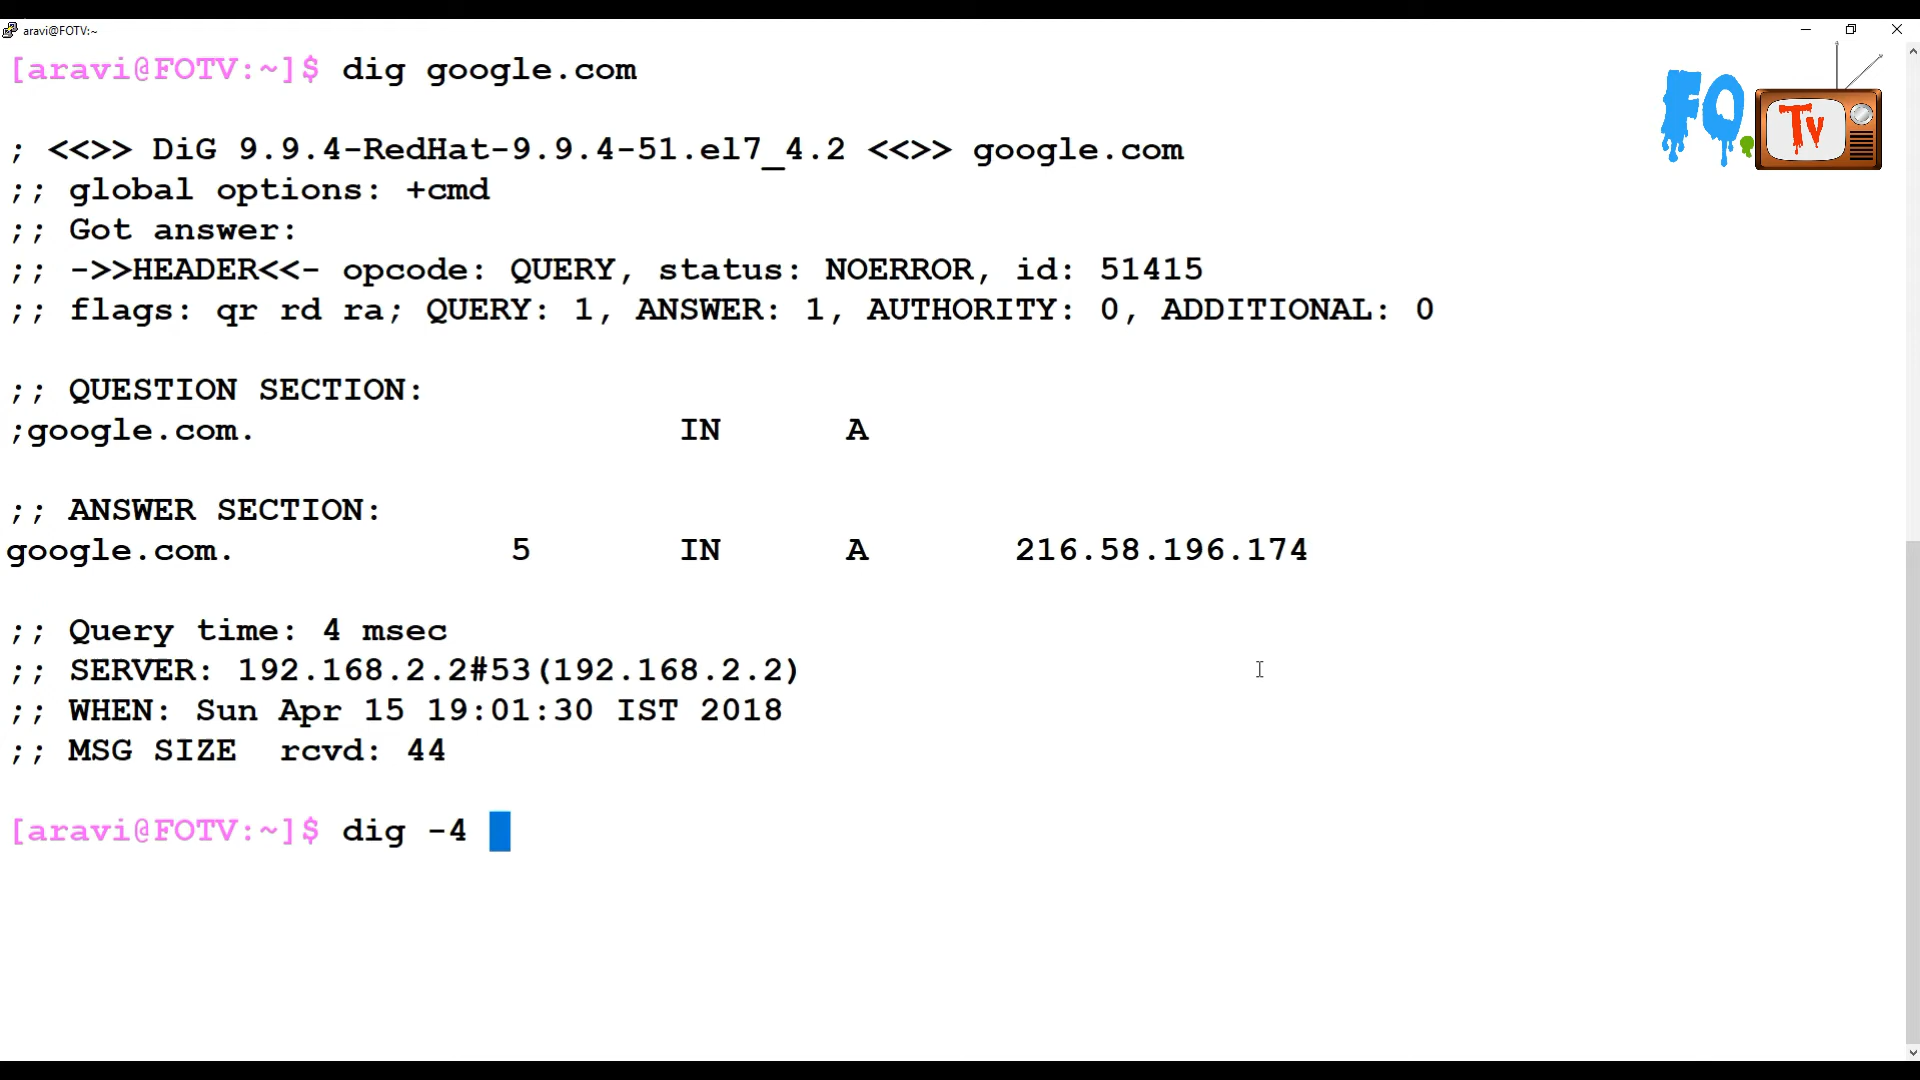 aravi@FOTV:~
[aravi@FOTV:~]$ dig google.com
FO.
Tv
; <<>> DiG 9.9.4-RedHat-9.9.4-51.el7_4.2 <<>> google.com
;; global options: +cmd
;; Got answer:
;; ->>HEADER<<- opcode: QUERY, status: NOERROR, id: 51415
;; flags: qr rd ra; QUERY: 1, ANSWER: 1, AUTHORITY: 0, ADDITIONAL: 0
;; QUESTION SECTION:
;google.com. IN A
;; ANSWER SECTION:
google.com. 5 IN A 216.58.196.174
;; Query time: 4 msec
;; SERVER: 192.168.2.2#53(192.168.2.2)
;; WHEN: Sun Apr 15 19:01:30 IST 2018
;; MSG SIZE  rcvd: 44
[aravi@FOTV:~]$ dig -4